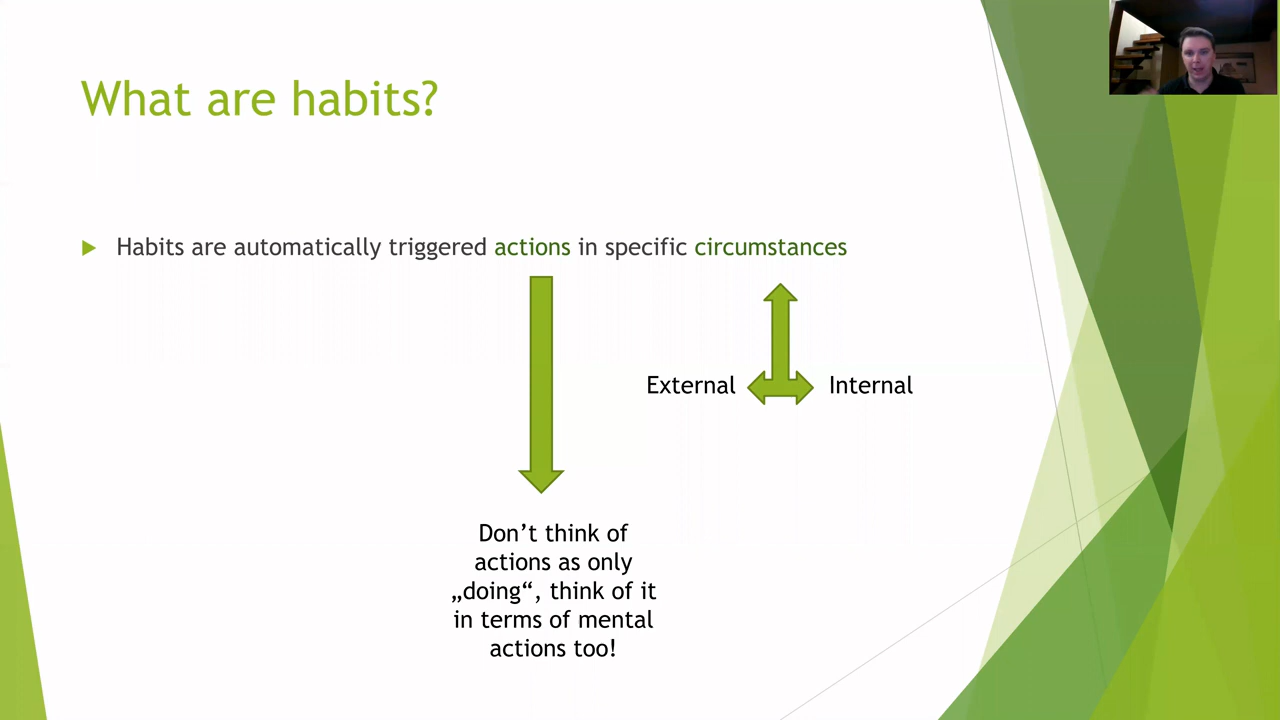 What are habits?
Habits are automatically triggered actions in specific circumstances
External
Internal
Don’t think of
actions as only
„doing“, think of it
in terms of mental
actions too!